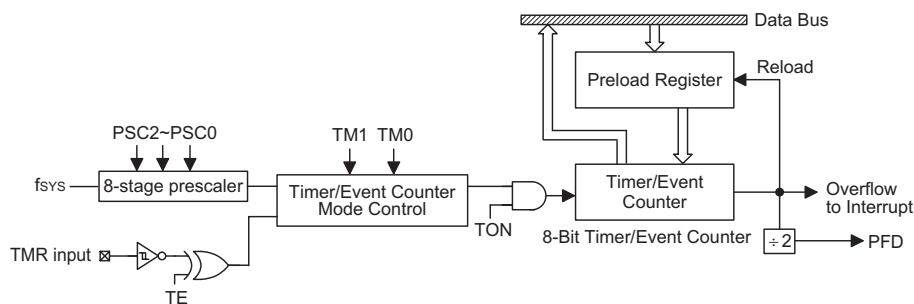 Data Bus
Preload Register
Reload
PSC2~PSC0
TM1
TM0
fSYS
8-stage prescaler
Timer/Event Counter
Mode Control
TON
Timer/Event
Counter
8-Bit Timer/Event Counter
Overflow
to Interrupt
÷2
PFD
TMR input
TE